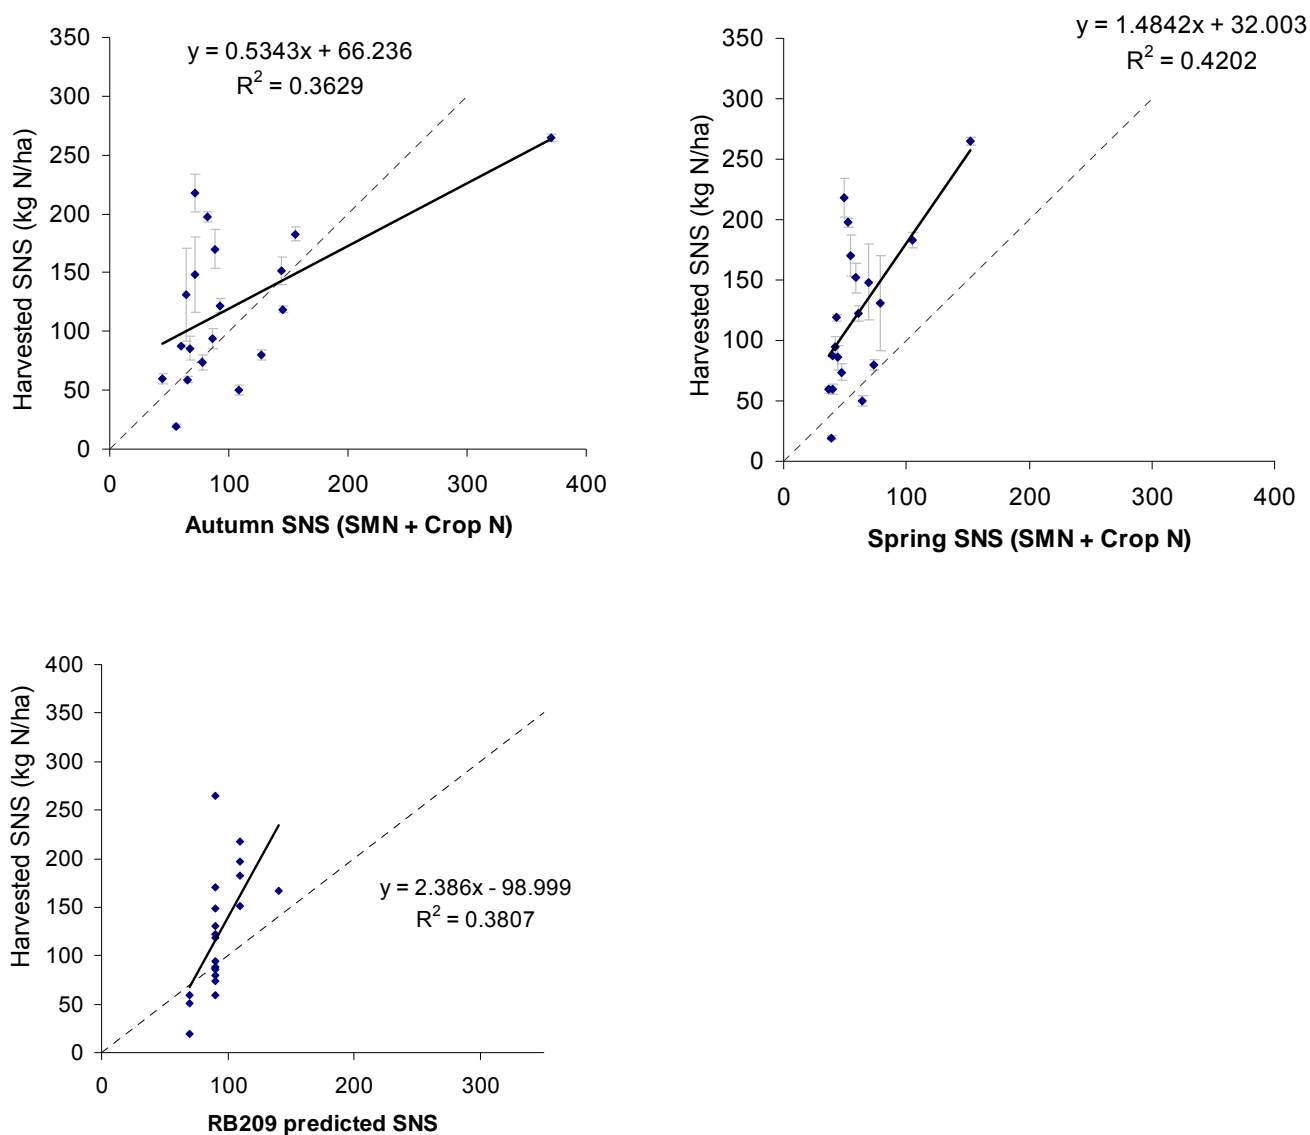 y = 0.5343x + 66.236
R² = 0.3629
Harvested SNS (kg N/ha)
350
300
250
200
150
100
50
0
0 100 200 300 400
Autumn SNS (SMN + Crop N)
y = 1.4842x + 32.003
R² = 0.4202
Harvested SNS (kg N/ha)
350
300
250
200
150
100
50
0
0 100 200 300 400
Spring SNS (SMN + Crop N)
Harvested SNS (kg N/ha)
400
350
300
250
200
150
100
50
0
y = 2.386x - 98.999
R² = 0.3807
0 100 200 300
RB209 predicted SNS